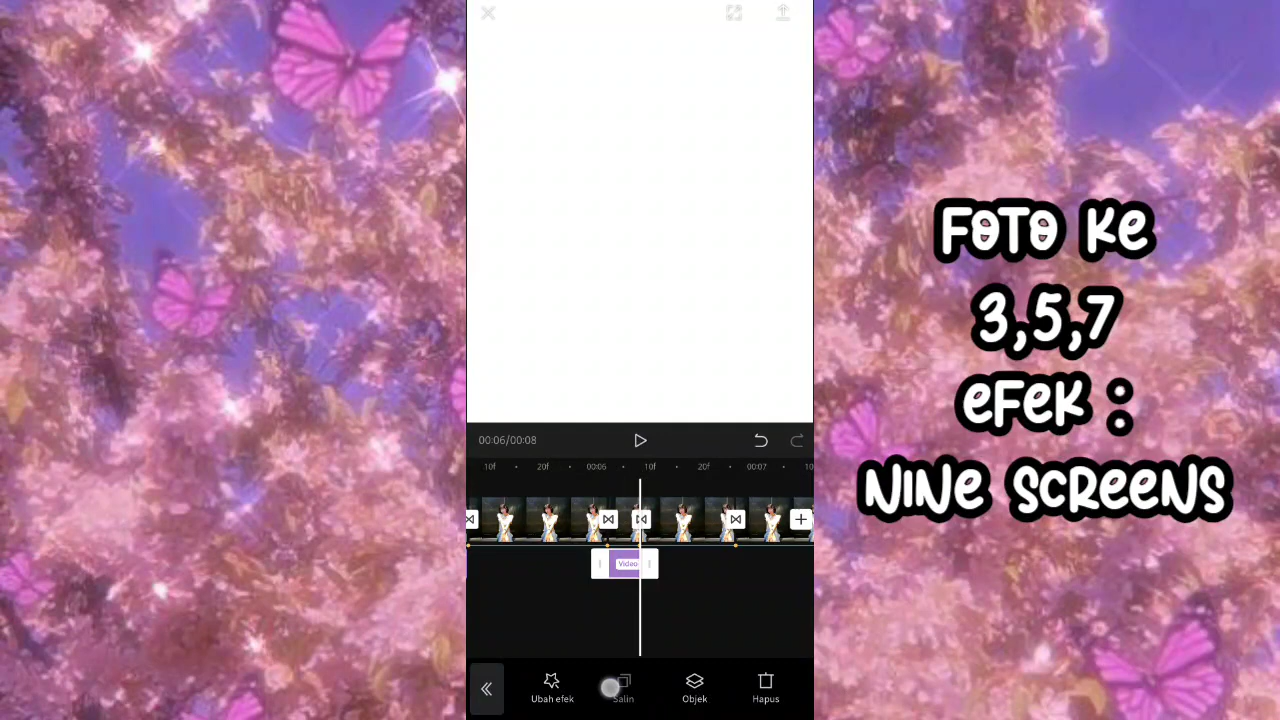 00:06/00:08
10f
20f
00:06
10f
20f
00:07
10
Video
Ubah efek
Salin
Objek
Hapus
FOTO KE
3,5,7
EFEK :
NINE SCREENS